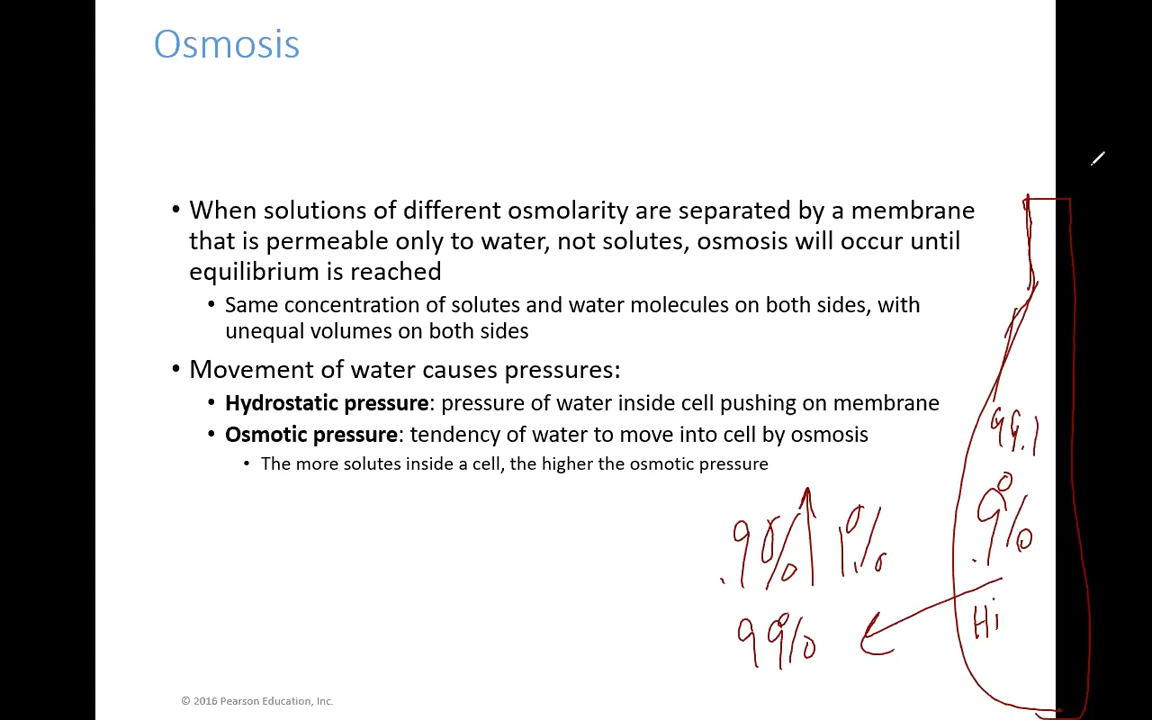 Osmosis
• When solutions of different osmolarity are separated by a membrane
that is permeable only to water, not solutes, osmosis will occur until
equilibrium is reached
• Same concentration of solutes and water molecules on both sides, with
unequal volumes on both sides
• Movement of water causes pressures:
• Hydrostatic pressure: pressure of water inside cell pushing on membrane
• Osmotic pressure: tendency of water to move into cell by osmosis
• The more solutes inside a cell, the higher the osmotic pressure
99.1
.9%
1%
99%
Hi
© 2016 Pearson Education, Inc.